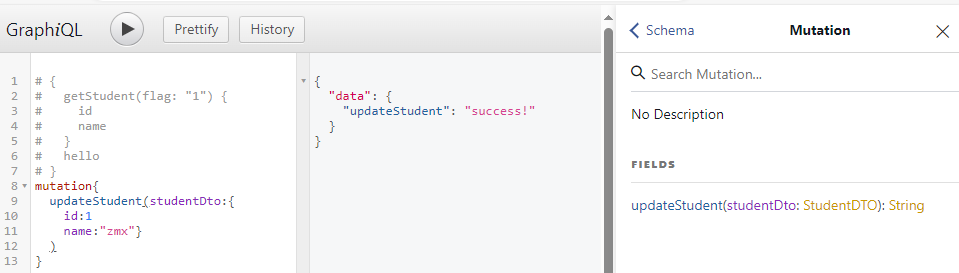 GraphiQL
Prettify
History
1 # {
2 #   getStudent(flag: "1") {
3 #     id
4 #     name
5 #   }
6 #   hello
7 # }
8 mutation{
9   updateStudent(studentDto:{
10     id:1
11     name:"zmx"}
12   )
13 }
{
  "data": {
    "updateStudent": "success!"
  }
}
Schema
Mutation
Search Mutation...
No Description
FIELDS
updateStudent(studentDto: StudentDTO): String